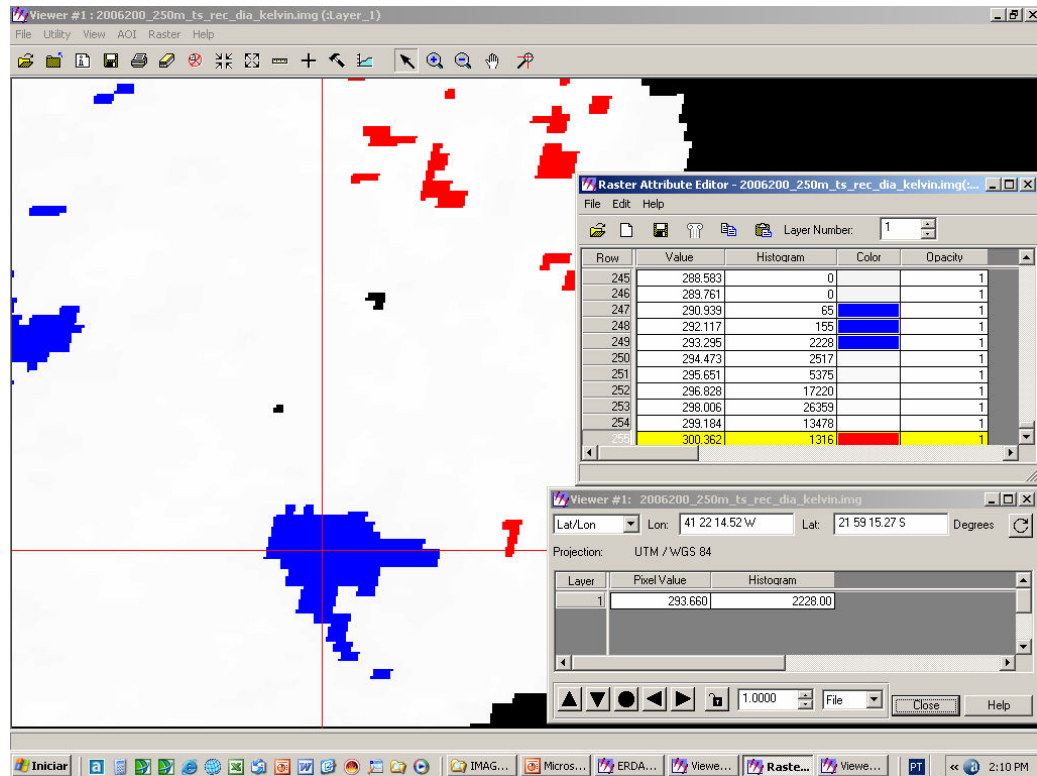 Viewer #1 : 2006200_250m_ts_rec_dia_kelvin.img (:Layer_1)
File Utility View AOI Raster Help
Raster Attribute Editor - 2006200_250m_ts_rec_dia_kelvin.img(:...
File Edit Help
Layer Number: 1
Row Value Histogram Color Opacity
245 288.583 0 1
246 289.761 0 1
247 290.939 65 1
248 292.117 155 1
249 293.295 2228 1
250 294.473 2517 1
251 295.651 5375 1
252 296.828 17220 1
253 298.006 26359 1
254 299.184 13478 1
255 300.362 1316 1
Viewer #1: 2006200_250m_ts_rec_dia_kelvin.img
Lat/Lon Lon: 41 22 14.52 W Lat: 21 59 15.27 S Degrees
Projection: UTM / WGS 84
Layer Pixel Value Histogram
1 293.660 2228.00
1.0000 File Close Help
Iniciar IMAG... Micros... ERDA... Viewe... Raste... Viewe... PT « 2:10 PM